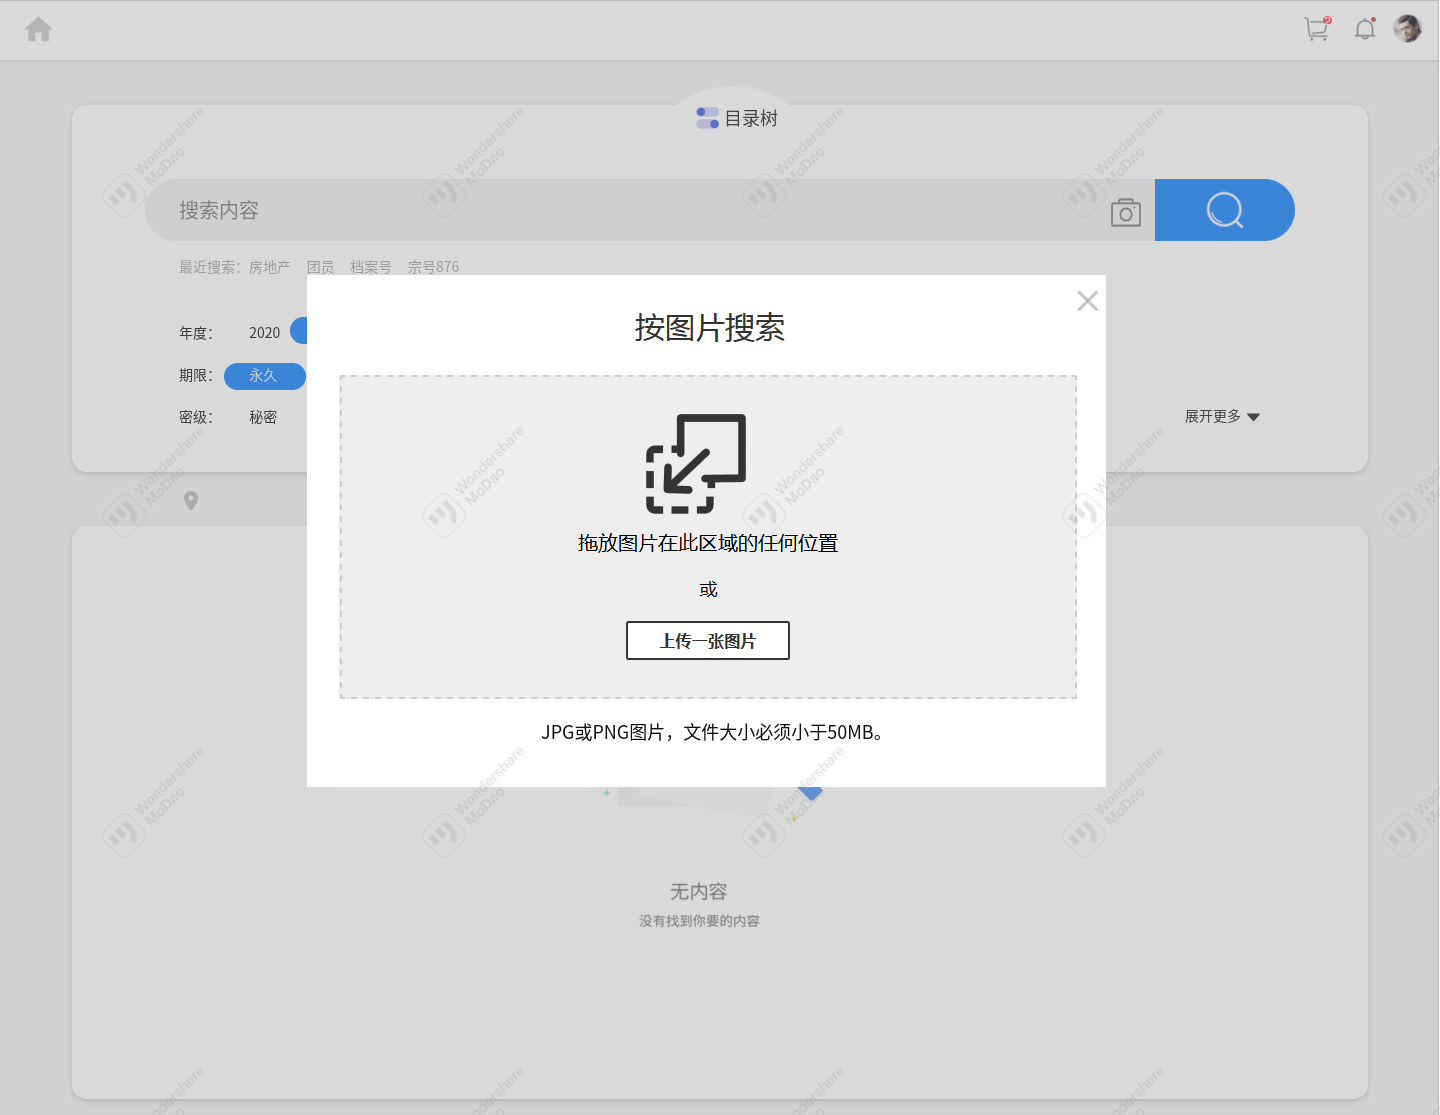 2
目录树
搜索内容
最近搜索：房地产 团员 档案号 宗号876
年度： 2020
期限： 永久
密级： 秘密
展开更多
按图片搜索
拖放图片在此区域的任何位置
或
上传一张图片
JPG或PNG图片，文件大小必须小于50MB。
无内容
没有找到你要的内容
Wondershare
MoDao